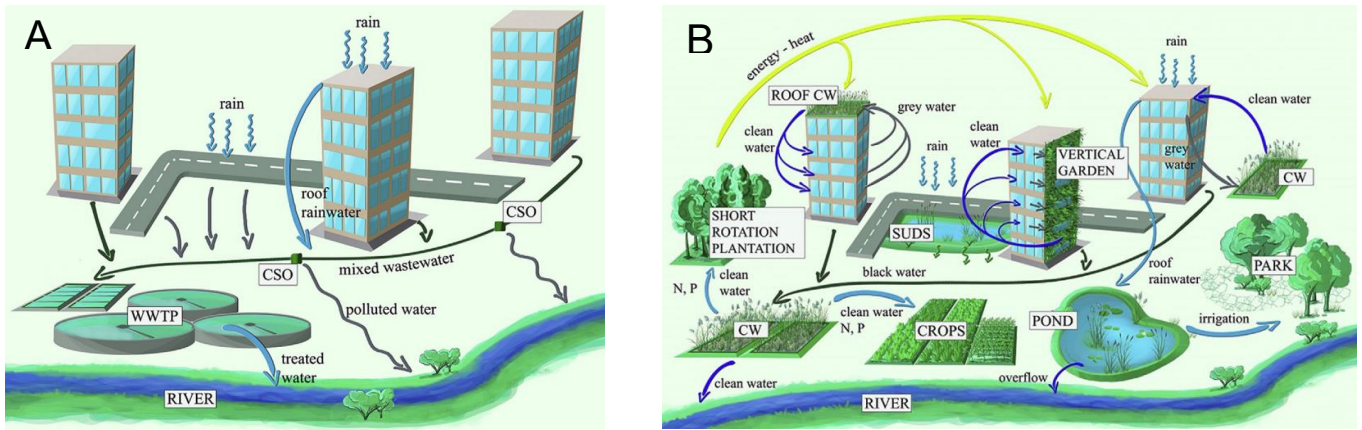 A
rain
rain
roof
rainwater
CSO
CSO
mixed wastewater
polluted water
WWTP
treated
water
RIVER
B
energy - heat
rain
ROOF CW
grey water
clean water
clean
water
rain
clean
water
VERTICAL
GARDEN
grey
water
CW
SHORT
ROTATION
PLANTATION
SUDS
PARK
black water
roof
rainwater
N, P
clean
water
CW
clean water
N, P
CROPS
POND
irrigation
clean water
overflow
RIVER